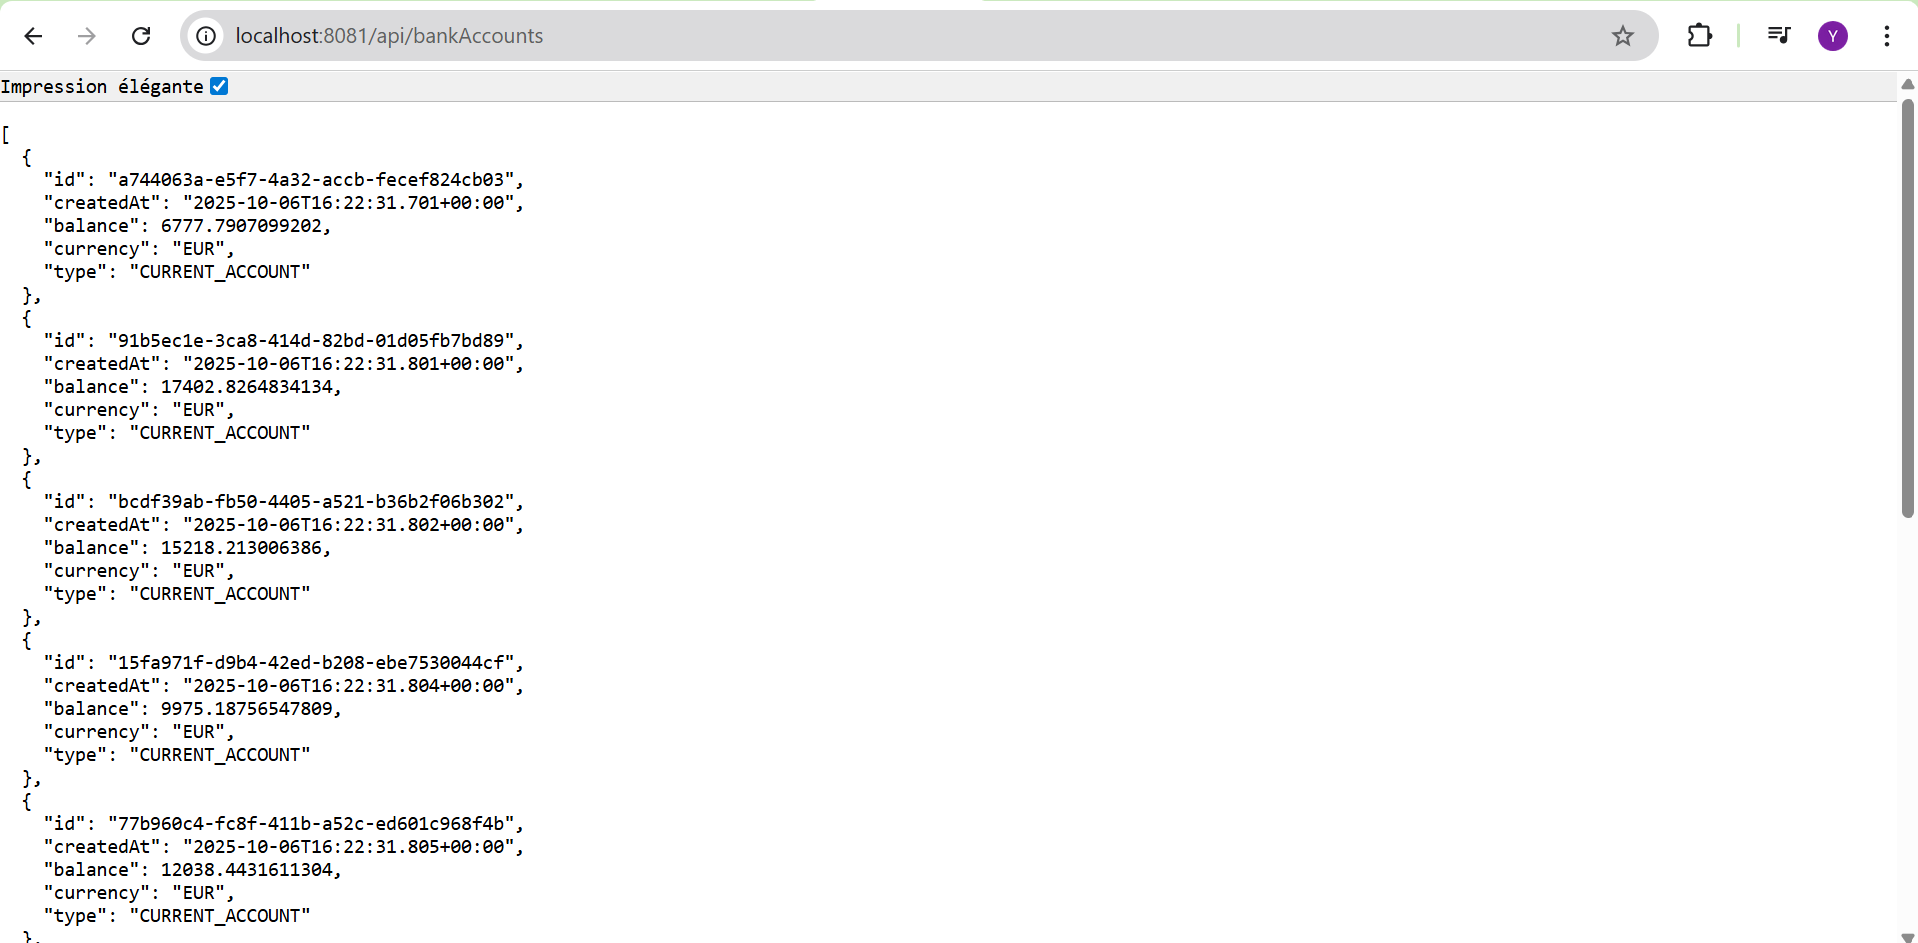 localhost:8081/api/bankAccounts
Y
Impression élégante
[
  {
    "id": "a744063a-e5f7-4a32-accb-fecef824cb03",
    "createdAt": "2025-10-06T16:22:31.701+00:00",
    "balance": 6777.7907099202,
    "currency": "EUR",
    "type": "CURRENT_ACCOUNT"
  },
  {
    "id": "91b5ec1e-3ca8-414d-82bd-01d05fb7bd89",
    "createdAt": "2025-10-06T16:22:31.801+00:00",
    "balance": 17402.8264834134,
    "currency": "EUR",
    "type": "CURRENT_ACCOUNT"
  },
  {
    "id": "bcdf39ab-fb50-4405-a521-b36b2f06b302",
    "createdAt": "2025-10-06T16:22:31.802+00:00",
    "balance": 15218.213006386,
    "currency": "EUR",
    "type": "CURRENT_ACCOUNT"
  },
  {
    "id": "15fa971f-d9b4-42ed-b208-ebe7530044cf",
    "createdAt": "2025-10-06T16:22:31.804+00:00",
    "balance": 9975.18756547809,
    "currency": "EUR",
    "type": "CURRENT_ACCOUNT"
  },
  {
    "id": "77b960c4-fc8f-411b-a52c-ed601c968f4b",
    "createdAt": "2025-10-06T16:22:31.805+00:00",
    "balance": 12038.4431611304,
    "currency": "EUR",
    "type": "CURRENT_ACCOUNT"
  },